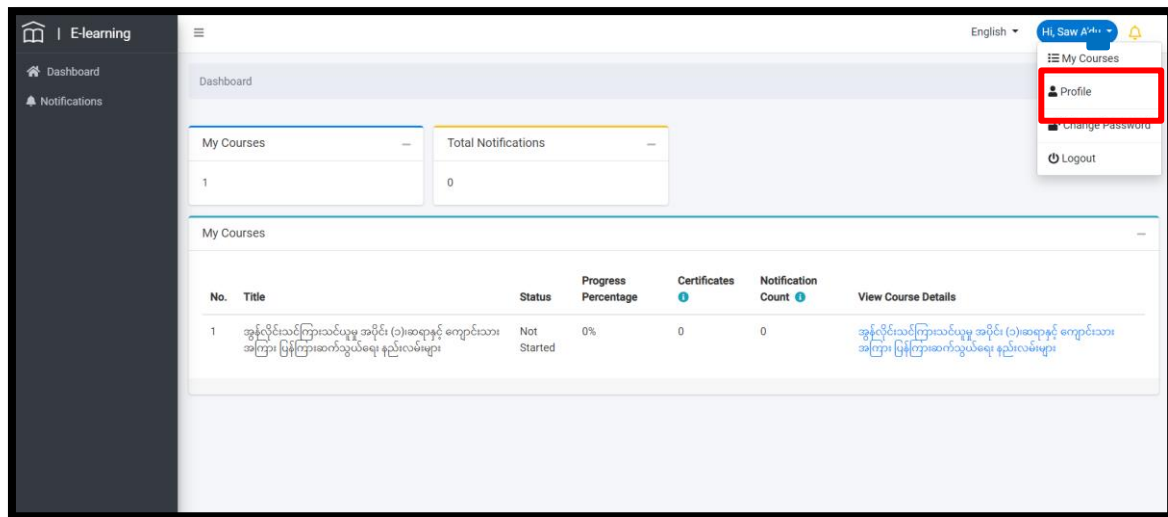 | E-learning
English
Hi, Saw
Dashboard
Notifications
Dashboard
My Courses
Profile
Change Password
Logout
My Courses
Total Notifications
1
0
My Courses
No. Title Status Progress Percentage Certificates Notification Count View Course Details
1 အွန်လိုင်းသင်ကြားသင်ယူမှု အပိုင်း (၁)၊ဆရာနှင့် ကျောင်းသား Not 0% 0 0 အွန်လိုင်းသင်ကြားသင်ယူမှု အပိုင်း (၁)၊ဆရာနှင့် ကျောင်းသား
အကြား ပြန်ကြားဆက်သွယ်ရေး နည်းလမ်းများ Started အကြား ပြန်ကြားဆက်သွယ်ရေး နည်းလမ်းများ